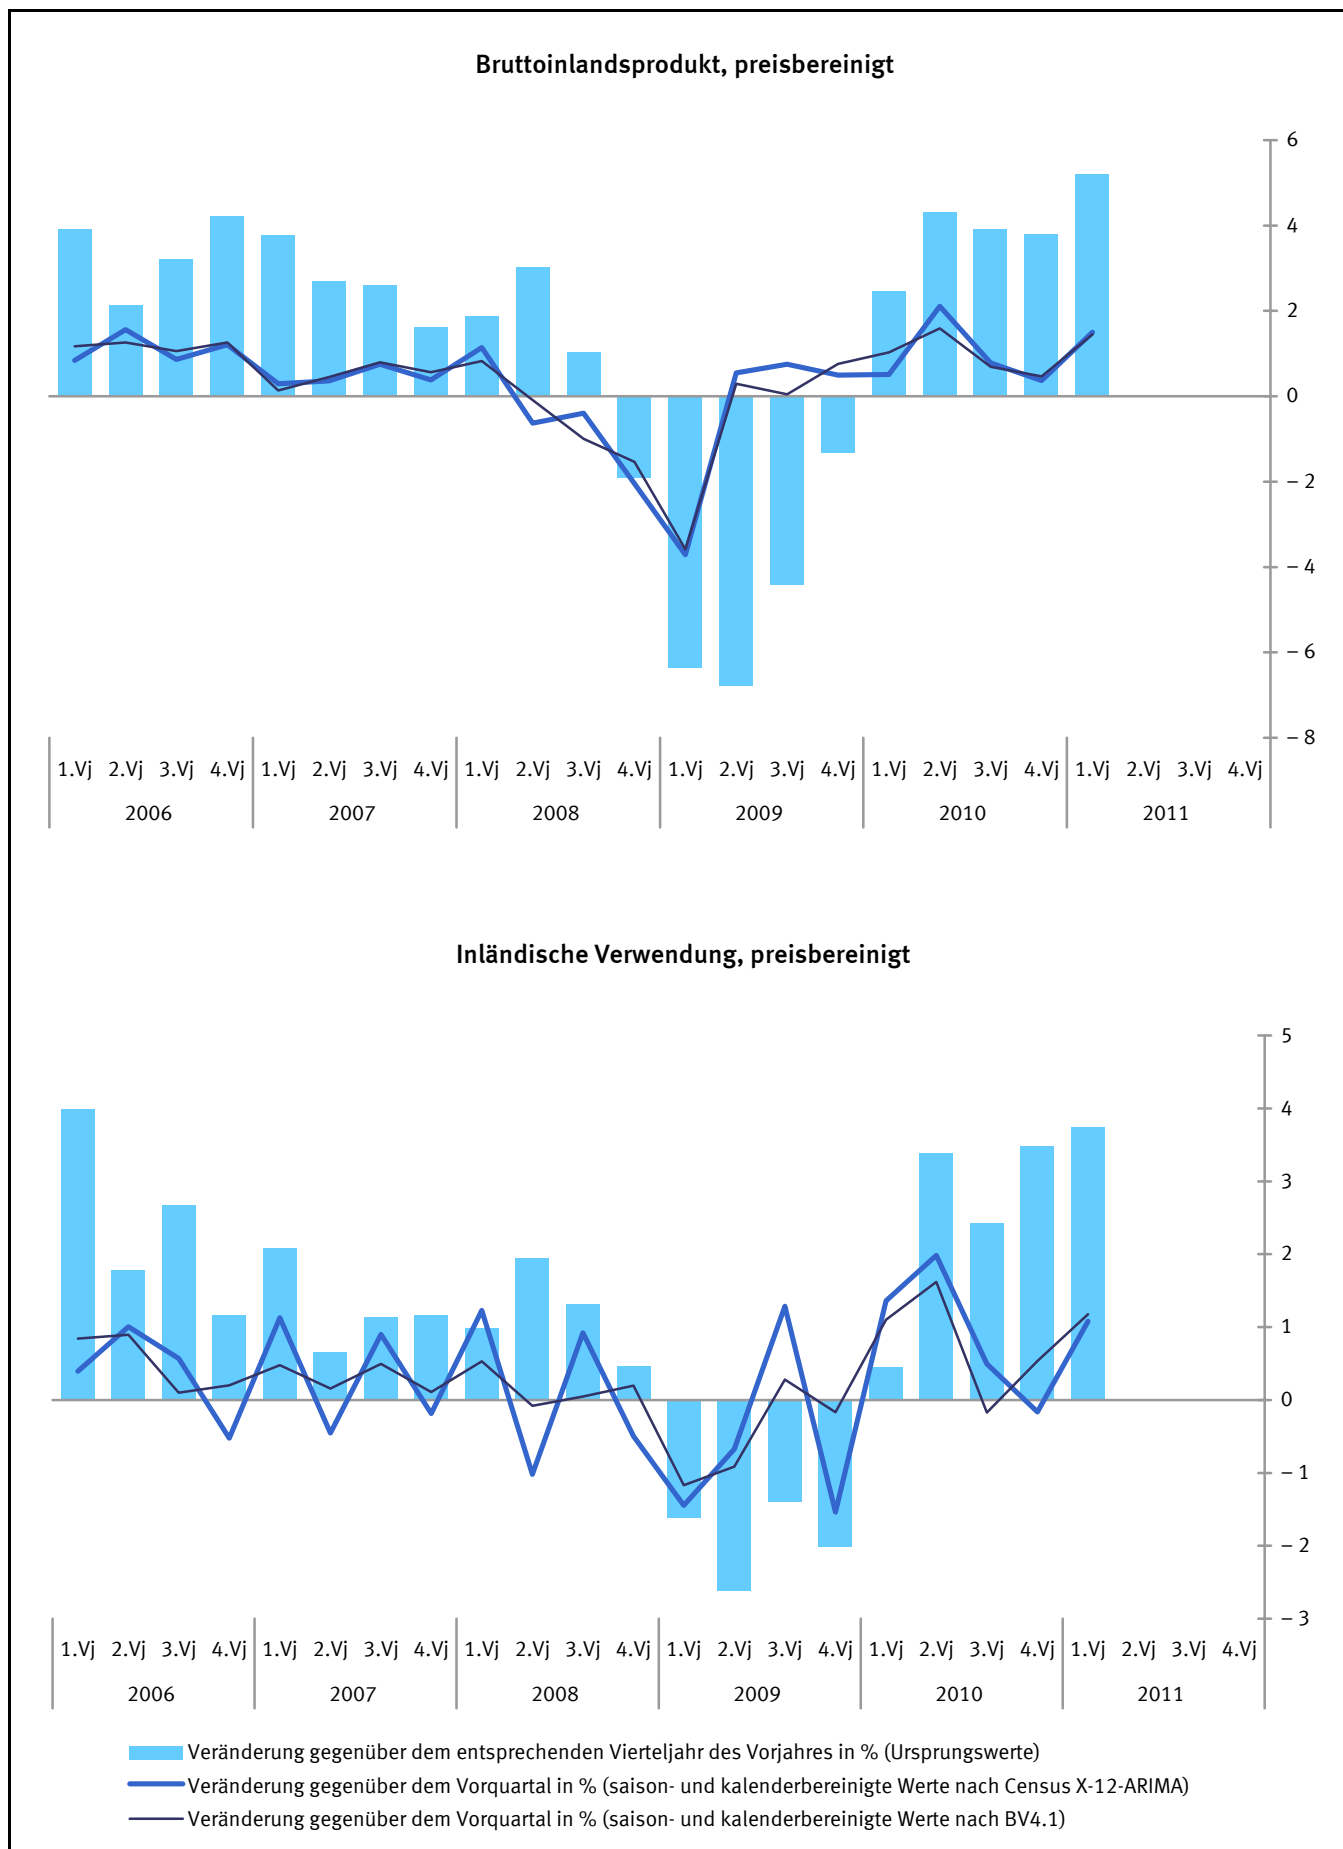 Bruttoinlandsprodukt, preisbereinigt
6
4
2
0
– 2
– 4
– 6
– 8
1.Vj 2.Vj 3.Vj 4.Vj 1.Vj 2.Vj 3.Vj 4.Vj 1.Vj 2.Vj 3.Vj 4.Vj 1.Vj 2.Vj 3.Vj 4.Vj 1.Vj 2.Vj 3.Vj 4.Vj 1.Vj 2.Vj 3.Vj 4.Vj
2006 2007 2008 2009 2010 2011
Inländische Verwendung, preisbereinigt
5
4
3
2
1
0
– 1
– 2
– 3
1.Vj 2.Vj 3.Vj 4.Vj 1.Vj 2.Vj 3.Vj 4.Vj 1.Vj 2.Vj 3.Vj 4.Vj 1.Vj 2.Vj 3.Vj 4.Vj 1.Vj 2.Vj 3.Vj 4.Vj 1.Vj 2.Vj 3.Vj 4.Vj
2006 2007 2008 2009 2010 2011
Veränderung gegenüber dem entsprechenden Vierteljahr des Vorjahres in % (Ursprungswerte)
Veränderung gegenüber dem Vorquartal in % (saison- und kalenderbereinigte Werte nach Census X-12-ARIMA)
Veränderung gegenüber dem Vorquartal in % (saison- und kalenderbereinigte Werte nach BV4.1)